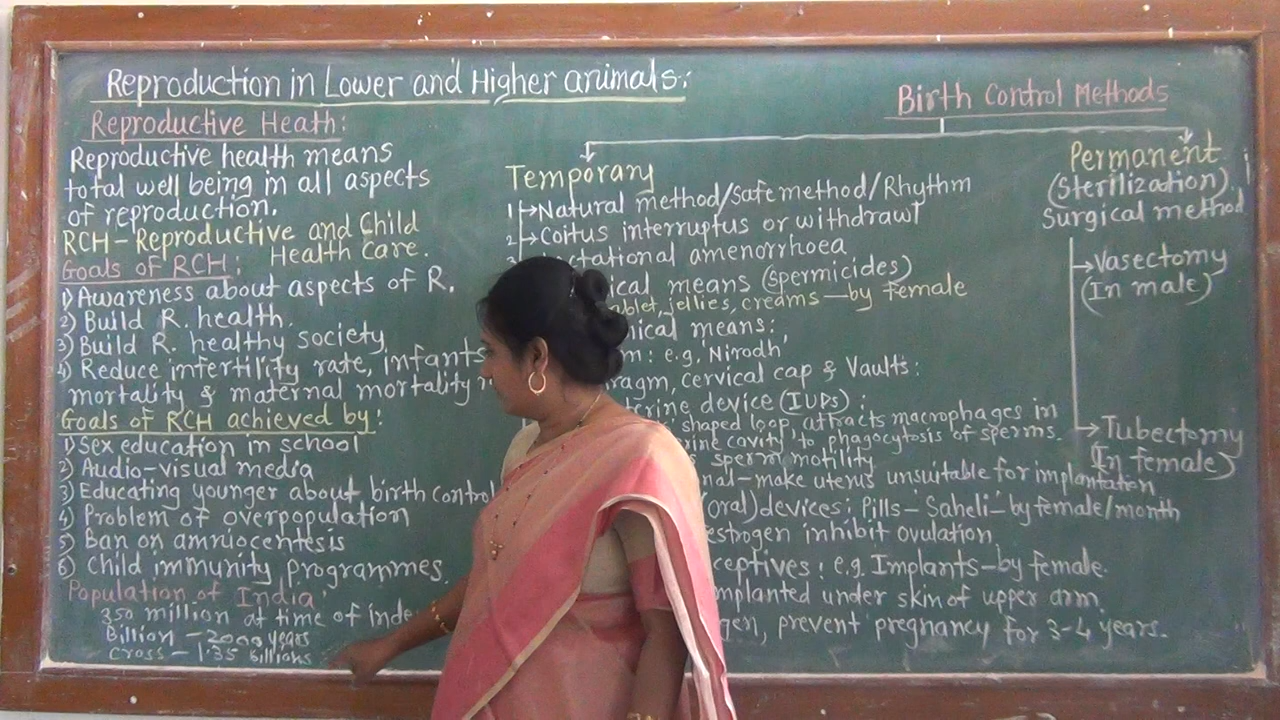 Reproduction in Lower and Higher animals:
Reproductive Heath:
Reproductive health means
total well being in all aspects
of reproduction.
RCH-Reproductive and Child
Health Care.
Goals of RCH:
1) Awareness about aspects of R.
2) Build R. health.
3) Build R. healthy society
4) Reduce imfertility rate, infants
mortality & maternal mortality
Goals of RCH achieved by:
1) Sex education in school
2) Audio-visual media
3) Educating younger about birth control
4) Problem of overpopulation
5) Ban on amniocentesis
6) Child immunity programmes
Population of India:
350 million at time of inde
Billion - 2000 years
Cross - 1.35 billions
Birth Control Methods
Temporary
1 → Natural method/Safe method/Rhythm
2 → Coitus interruptus or withdrawl
3 ctational amenorrhoea
ical means (spermicides)
ablet, jellies, creams — by female
nical means:
m: e.g. 'Nirodh'
ragm, cervical cap & Vaults:
terine device (IUDs):
shaped loop, attracts macrophages in
rine cavity to phagocytosis of sperms.
s sperm motility
nal - make uterus unsuitable for implantation
(oral) devices: Pills - 'Saheli' - by female/month
estrogen inhibit ovulation
ceptives: e.g. Implants - by female.
mplanted under skin of upper arm.
gen, prevent pregnancy for 3-4 years.
Permanent
(Sterilization)
Surgical method
→ Vasectomy
(In male)
→ Tubectomy
(In female)